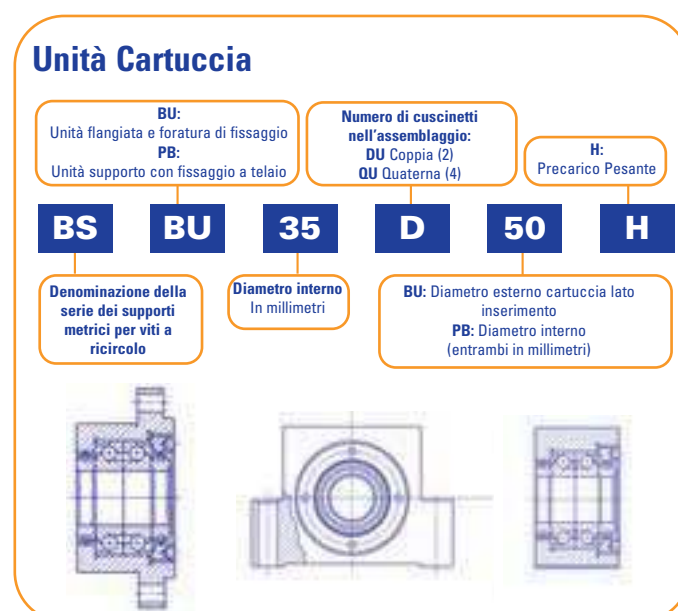 Unità Cartuccia
BU:
Unità flangiata e foratura di fissaggio
PB:
Unità supporto con fissaggio a telaio
Numero di cuscinetti
nell'assemblaggio:
DU Coppia (2)
QU Quaterna (4)
H:
Precarico Pesante
BS BU 35 D 50 H
Denominazione della
serie dei supporti
metrici per viti a
ricircolo
Diametro interno
In millimetri
BU: Diametro esterno cartuccia lato
inserimento
PB: Diametro interno
(entrambi in millimetri)